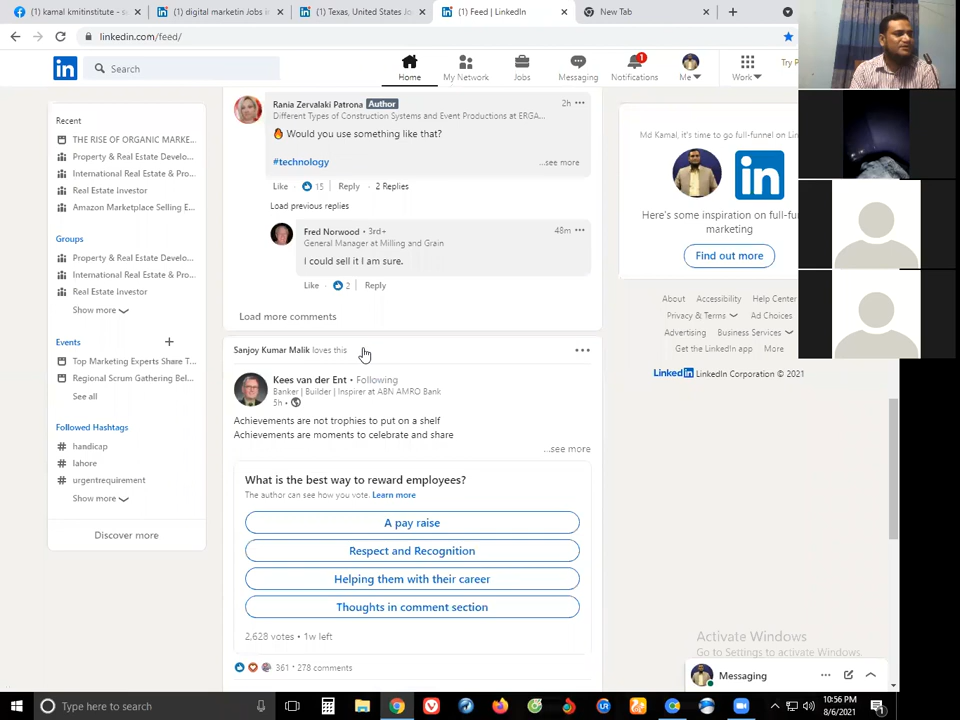 (1) kamal kmitinstitute - s
(1) digital marketin Jobs i
(1) Texas, United States Jo
(1) Feed | LinkedIn
New Tab
linkedin.com/feed/
Search
Home
My Network
Jobs
Messaging
1
Notifications
Me
Work
Try P
Recent
THE RISE OF ORGANIC MARKE...
Property & Real Estate Develo...
International Real Estate & Pro...
Real Estate Investor
Amazon Marketplace Selling E...
Groups
Property & Real Estate Develo...
International Real Estate & Pro...
Real Estate Investor
Show more
Events
Top Marketing Experts Share T...
Regional Scrum Gathering Bel...
See all
Followed Hashtags
# handicap
# lahore
# urgentrequirement
Show more
Discover more
Rania Zervalaki Patrona Author 2h
Different Types of Construction Systems and Event Productions at ERGA...
🔥 Would you use something like that?
#technology ...see more
Like 15 Reply 2 Replies
Load previous replies
Fred Norwood • 3rd+ 48m
General Manager at Milling and Grain
I could sell it I am sure.
Like 2 Reply
Load more comments
Sanjoy Kumar Malik loves this
Kees van der Ent • Following
Banker | Builder | Inspirer at ABN AMRO Bank
5h •
Achievements are not trophies to put on a shelf
Achievements are moments to celebrate and share
...see more
What is the best way to reward employees?
The author can see how you vote. Learn more
A pay raise
Respect and Recognition
Helping them with their career
Thoughts in comment section
2,628 votes • 1w left
361 • 278 comments
Md Kamal, it's time to go full-funnel on Lin
in
Here's some inspiration on full-fu
marketing
Find out more
About Accessibility Help Center
Privacy & Terms Ad Choices
Advertising Business Services
Get the LinkedIn app More
LinkedIn LinkedIn Corporation © 2021
Activate Windows
Go to Settings to activate Windows.
Messaging
Type here to search
10:56 PM
8/6/2021
1